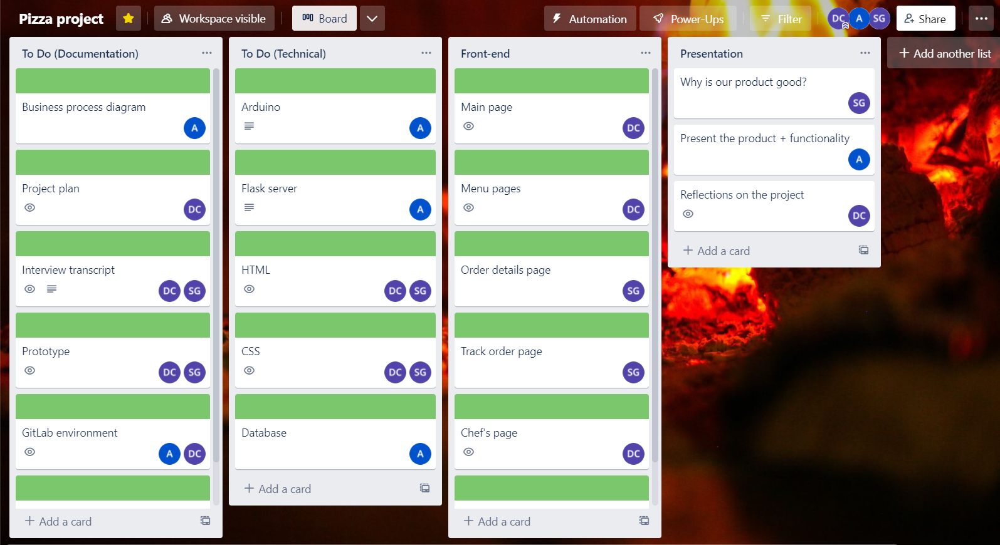 Pizza project
Workspace visible
Board
Automation
Power-Ups
Filter
DC
A
SG
Share
To Do (Documentation)
Business process diagram
A
Project plan
DC
Interview transcript
DC SG
Prototype
DC SG
GitLab environment
A DC
Add a card
To Do (Technical)
Arduino
A
Flask server
A
HTML
DC SG
CSS
DC SG
Database
A
Add a card
Front-end
Main page
DC
Menu pages
DC
Order details page
SG
Track order page
SG
Chef's page
DC
Add a card
Presentation
Why is our product good?
SG
Present the product + functionality
A
Reflections on the project
DC
Add a card
Add another list